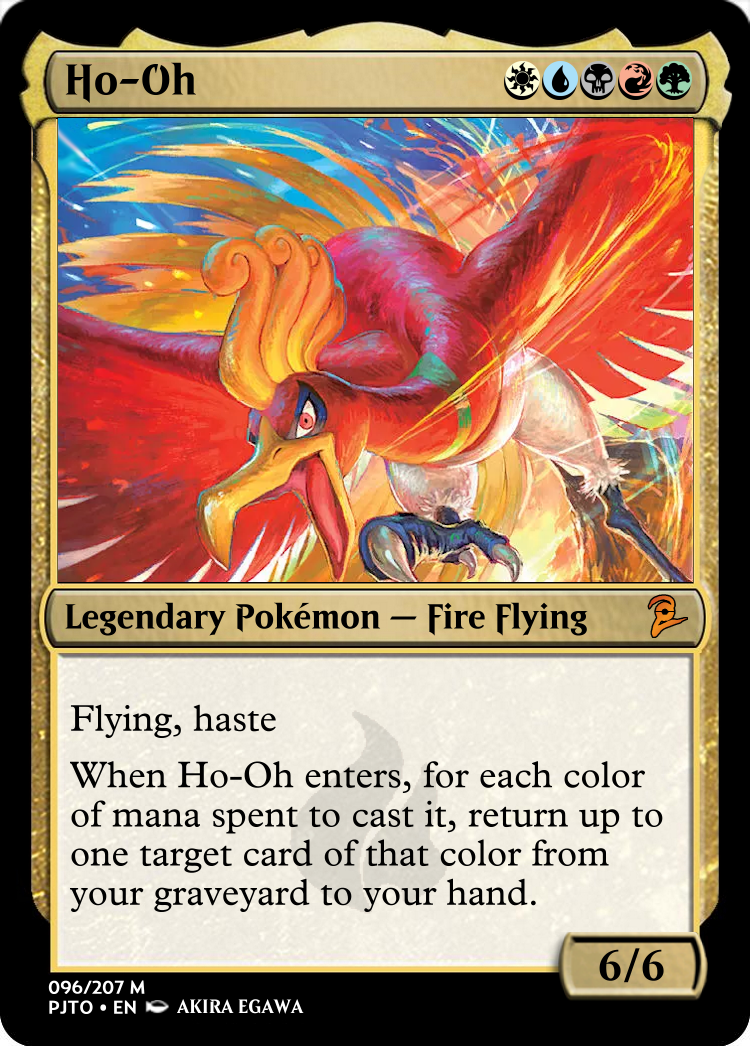 Ho-Oh
Legendary Pokémon — Fire Flying
Flying, haste
When Ho-Oh enters, for each color
of mana spent to cast it, return up to
one target card of that color from
your graveyard to your hand.
6/6
096/207 M
PJTO • EN AKIRA EGAWA